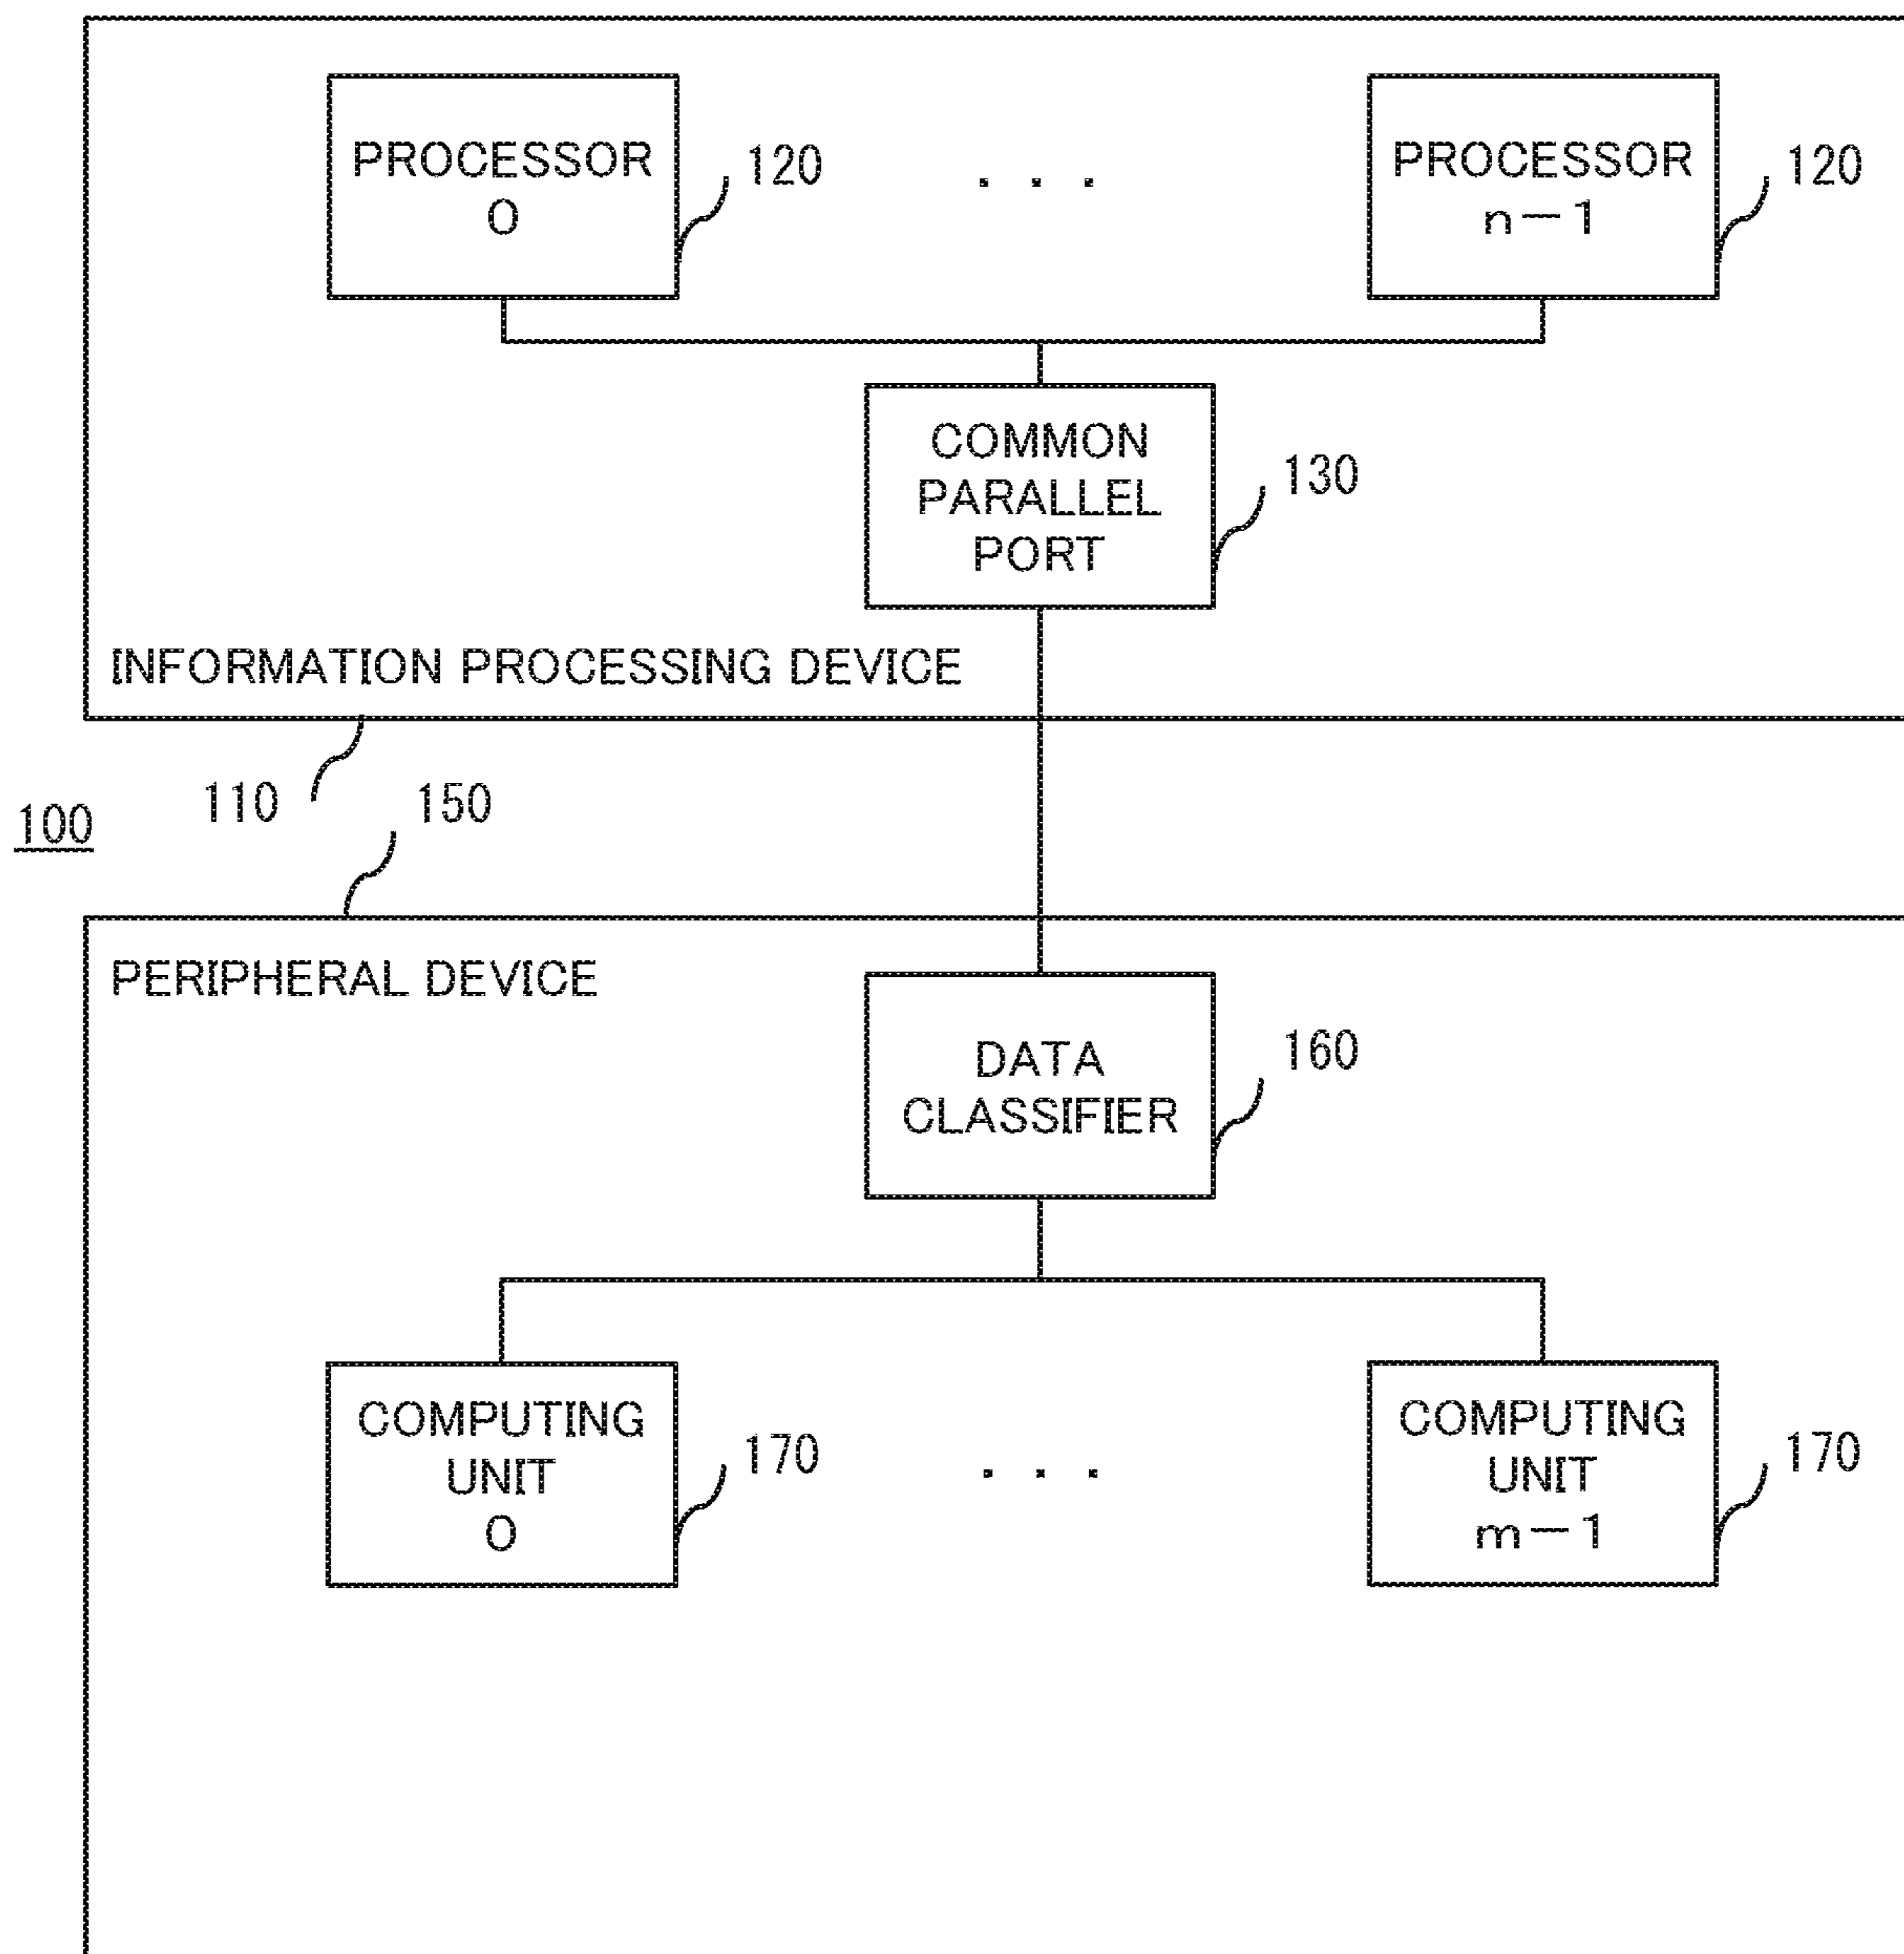 PROCESSOR
0
120
. . .
PROCESSOR
n－1
120
COMMON
PARALLEL
PORT
130
INFORMATION PROCESSING DEVICE
110
150
100
PERIPHERAL DEVICE
DATA
CLASSIFIER
160
COMPUTING
UNIT
0
170
. . .
COMPUTING
UNIT
m－1
170